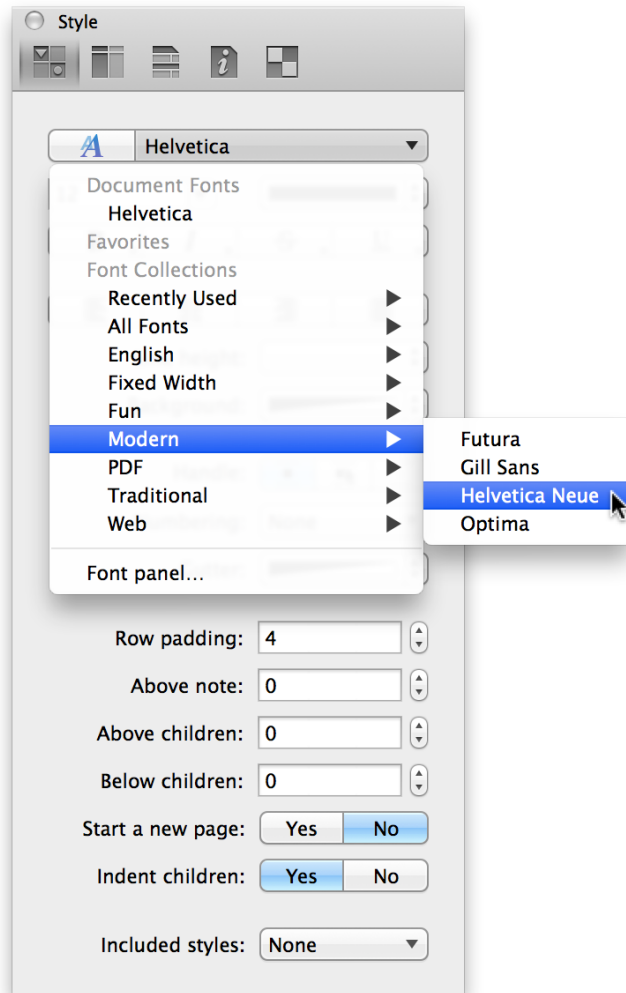 Style
Helvetica
Document Fonts
Helvetica
Favorites
Font Collections
Recently Used
All Fonts
English
Fixed Width
Fun
Modern
PDF
Traditional
Web
Font panel...
Futura
Gill Sans
Helvetica Neue
Optima
Row padding: 4
Above note: 0
Above children: 0
Below children: 0
Start a new page: Yes No
Indent children: Yes No
Included styles: None